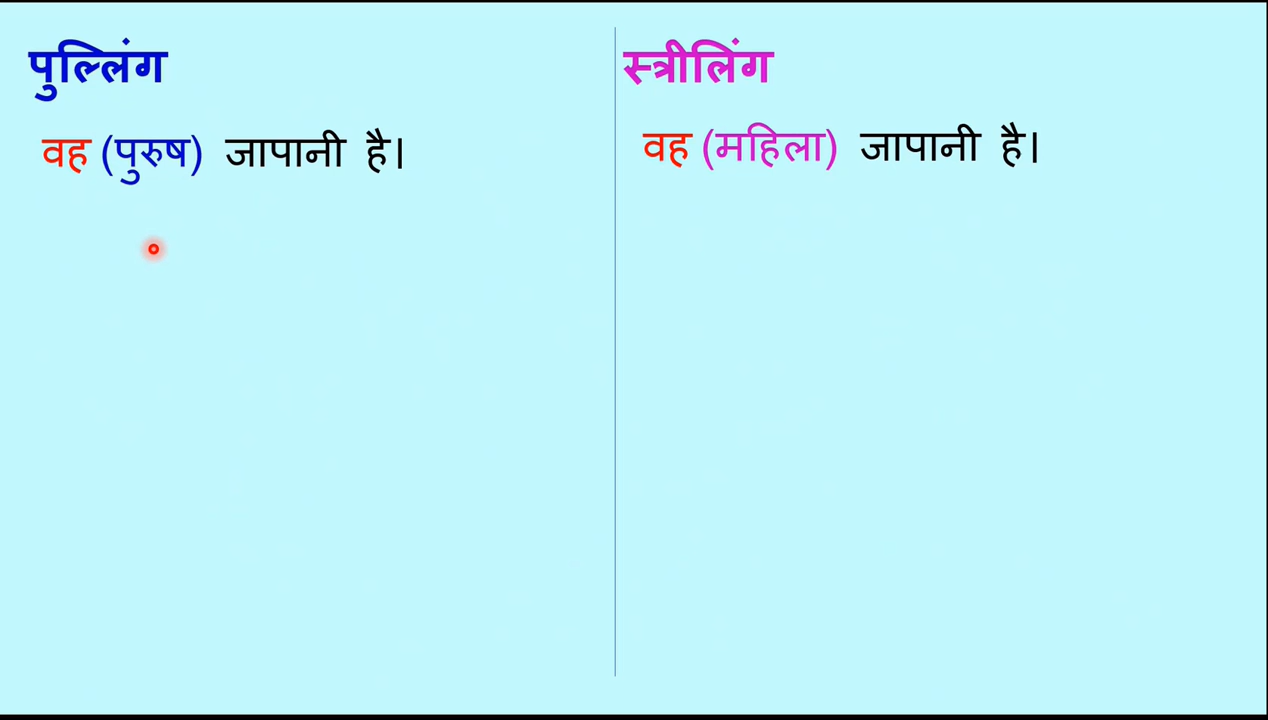 पुल्लिंग
वह (पुरुष) जापानी है।
स्त्रीलिंग
वह (महिला) जापानी है।